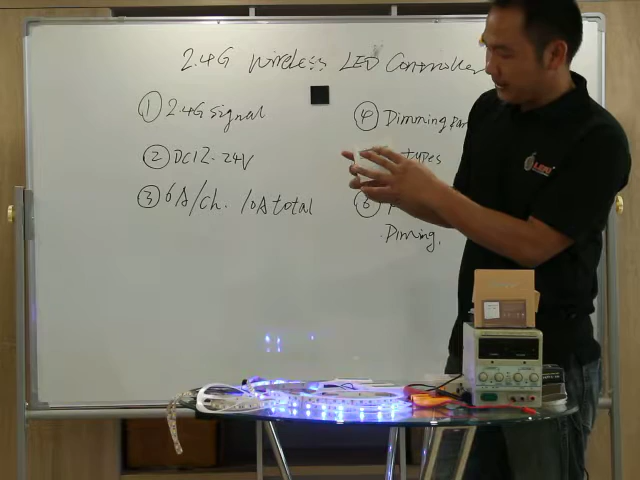 2.4G Wireless LED Controller
① 2.4G signal
② DC12-24V
③ 6A/ch. 10A total
④ Dimming
types
⑥
Diming.